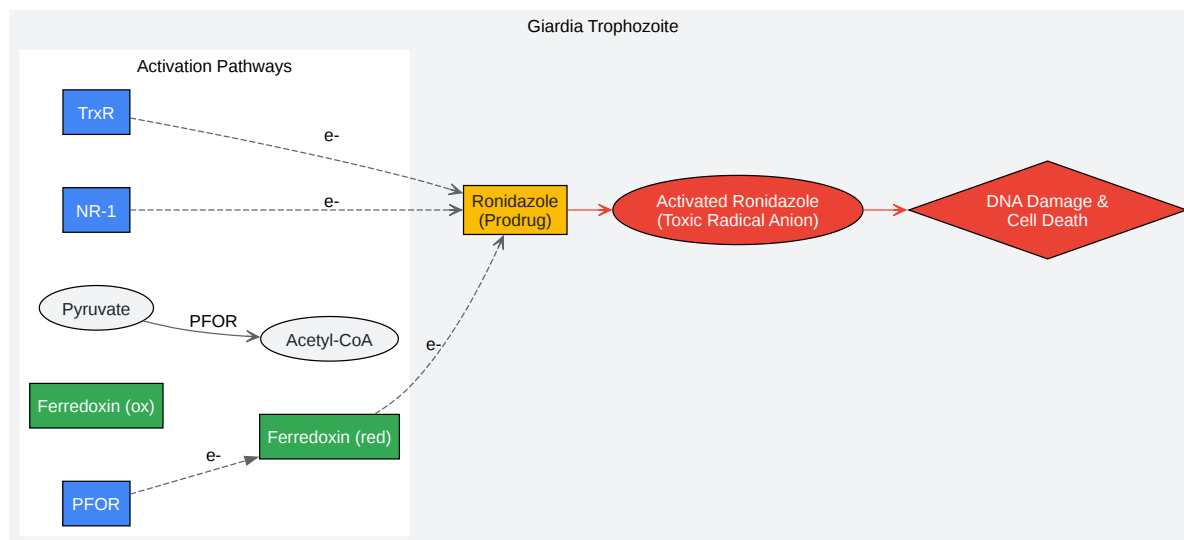 Giardia Trophozoite
Activation Pathways
TrxR
e-
NR-1
e-
Ronidazole
(Prodrug)
Activated Ronidazole
(Toxic Radical Anion)
DNA Damage &
Cell Death
Pyruvate
PFOR
Acetyl-CoA
e-
Ferredoxin (ox)
Ferredoxin (red)
e-
PFOR